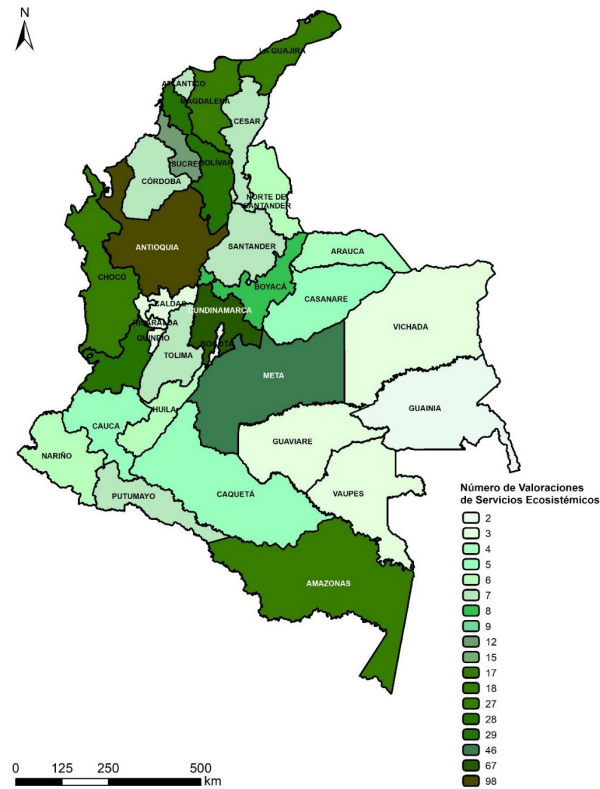 N
LA GUAJIRA
ATLANTICO
MAGDALENA
CESAR
SUCRE
BOLÍVAR
CÓRDOBA
NORTE DE
SANTANDER
ANTIOQUIA
SANTANDER
ARAUCA
CHOCÓ
BOYACÁ
CASANARE
CALDAS
CUNDINAMARCA
RISARALDA
VICHADA
QUINDIO
BOGOTÁ
TOLIMA
META
GUAINIA
HUILA
CAUCA
GUAVIARE
NARIÑO
CAQUETÁ
VAUPES
PUTUMAYO
AMAZONAS
Número de Valoraciones
de Servicios Ecosistémicos
2
3
4
5
6
7
8
9
12
15
17
18
27
28
29
46
67
98
0 125 250 500
km